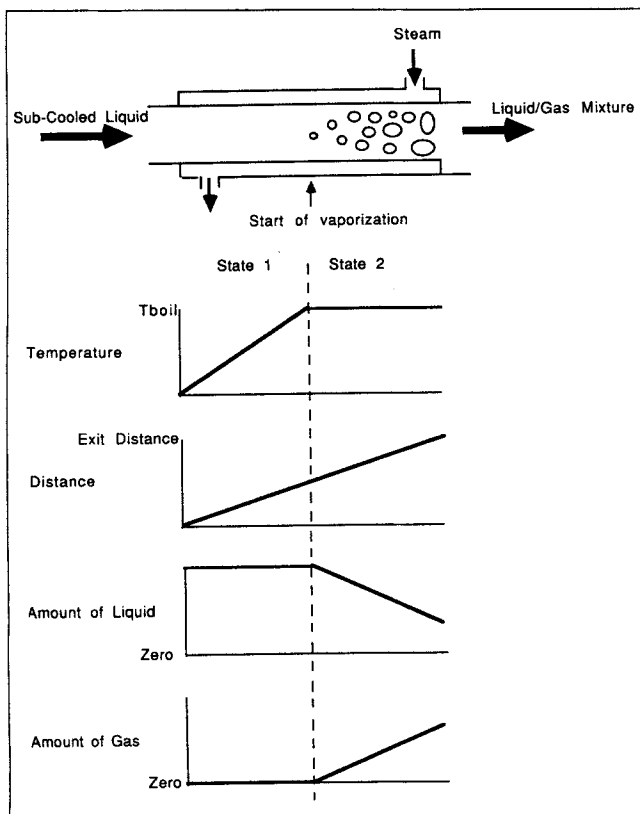 Steam
Sub-Cooled Liquid
Liquid/Gas Mixture
Start of vaporization
State 1
State 2
Tboil
Temperature
Exit Distance
Distance
Amount of Liquid
Zero
Amount of Gas
Zero